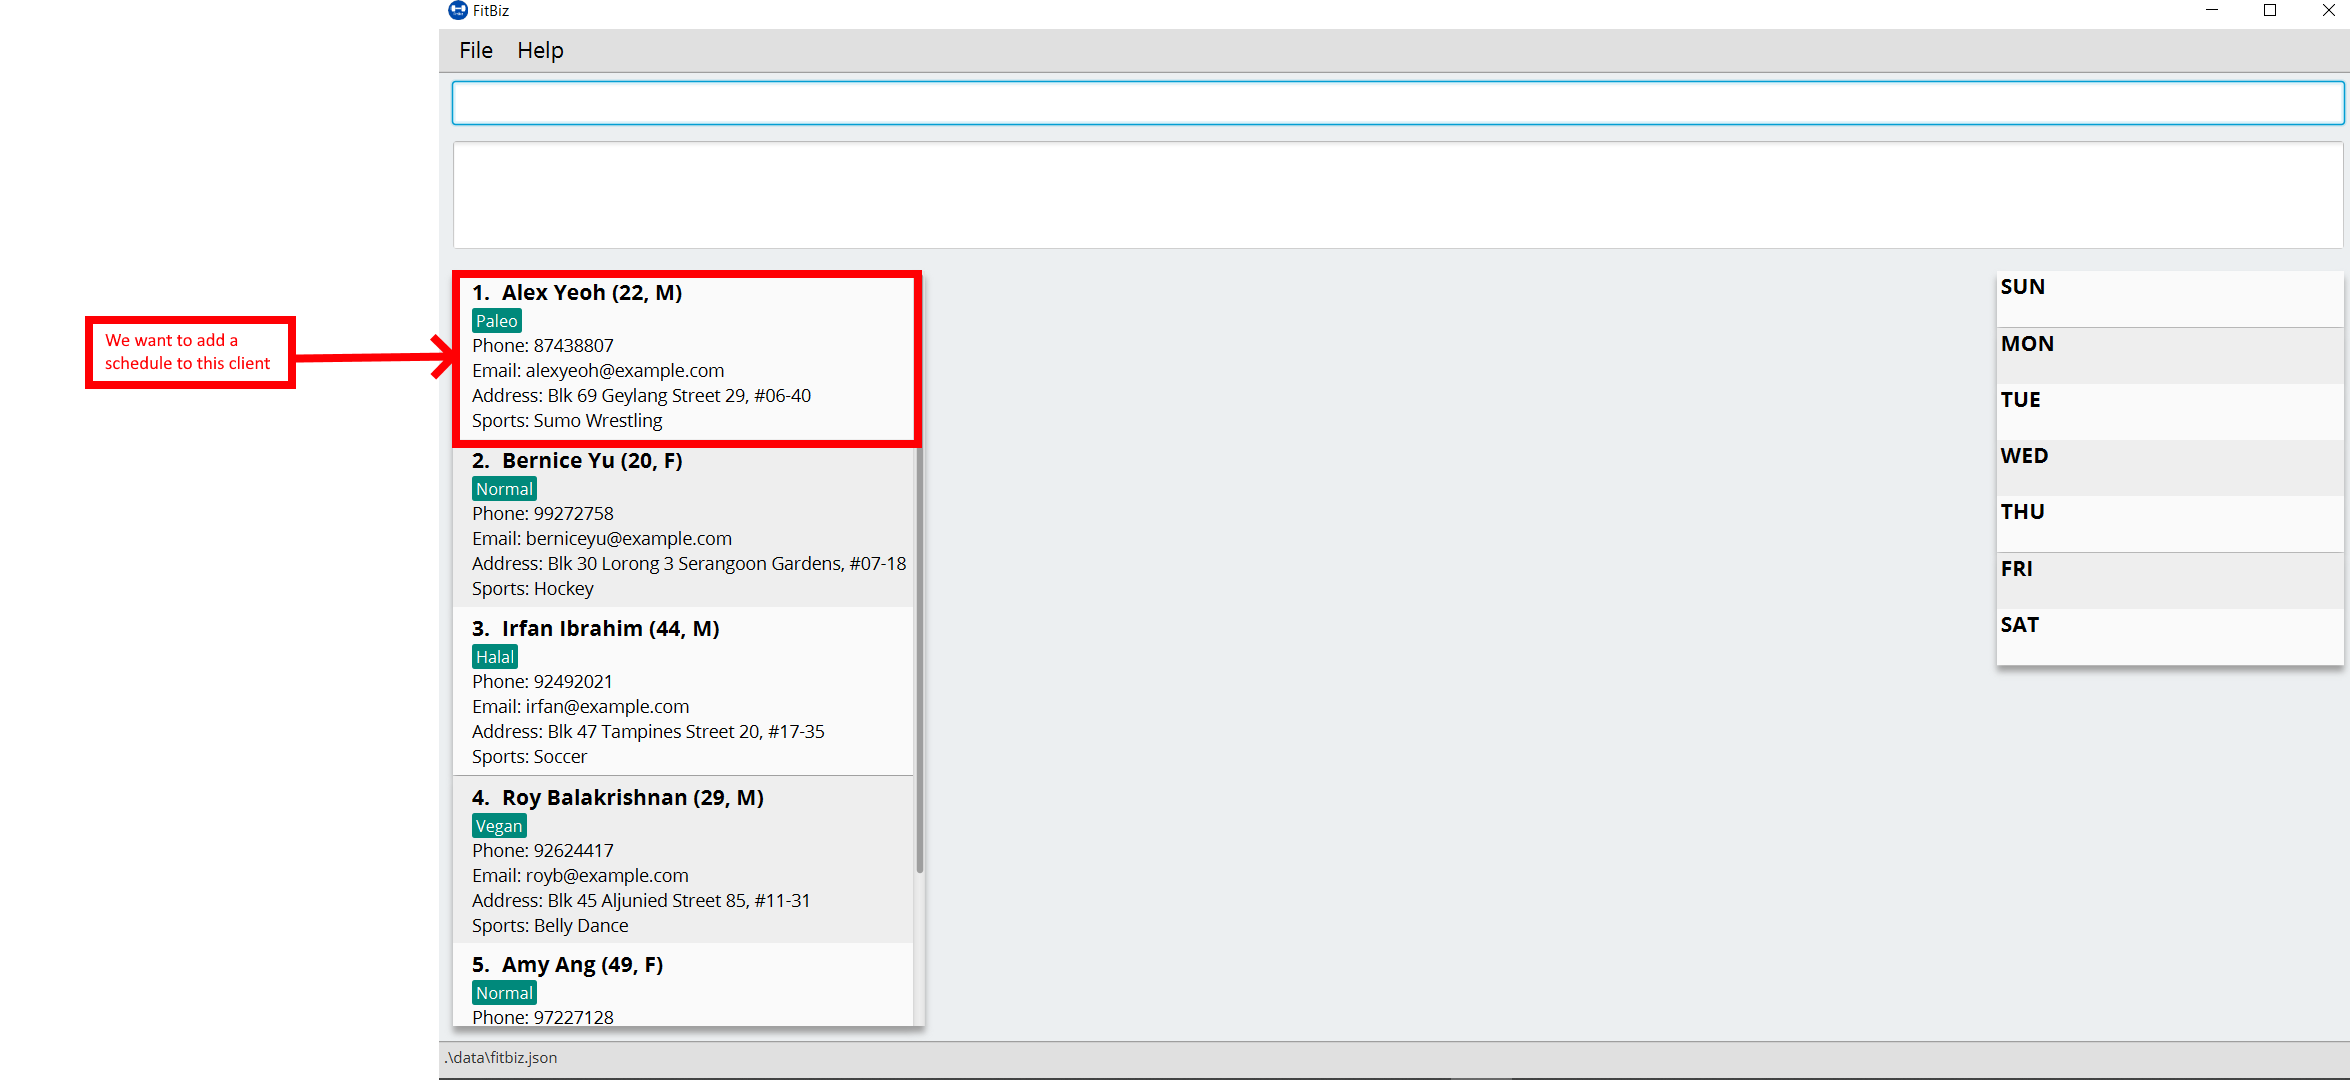 FitBiz
File Help
We want to add a
schedule to this client
1. Alex Yeoh (22, M)
Paleo
Phone: 87438807
Email: alexyeoh@example.com
Address: Blk 69 Geylang Street 29, #06-40
Sports: Sumo Wrestling
2. Bernice Yu (20, F)
Normal
Phone: 99272758
Email: berniceyu@example.com
Address: Blk 30 Lorong 3 Serangoon Gardens, #07-18
Sports: Hockey
3. Irfan Ibrahim (44, M)
Halal
Phone: 92492021
Email: irfan@example.com
Address: Blk 47 Tampines Street 20, #17-35
Sports: Soccer
4. Roy Balakrishnan (29, M)
Vegan
Phone: 92624417
Email: royb@example.com
Address: Blk 45 Aljunied Street 85, #11-31
Sports: Belly Dance
5. Amy Ang (49, F)
Normal
Phone: 97227128
SUN
MON
TUE
WED
THU
FRI
SAT
.\data\fitbiz.json